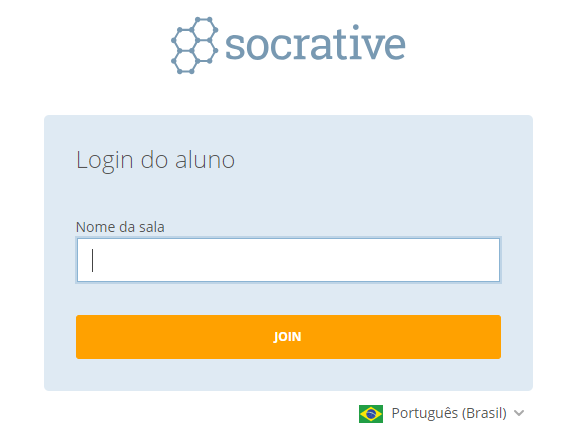 socrative
Login do aluno
Nome da sala
JOIN
Português (Brasil)